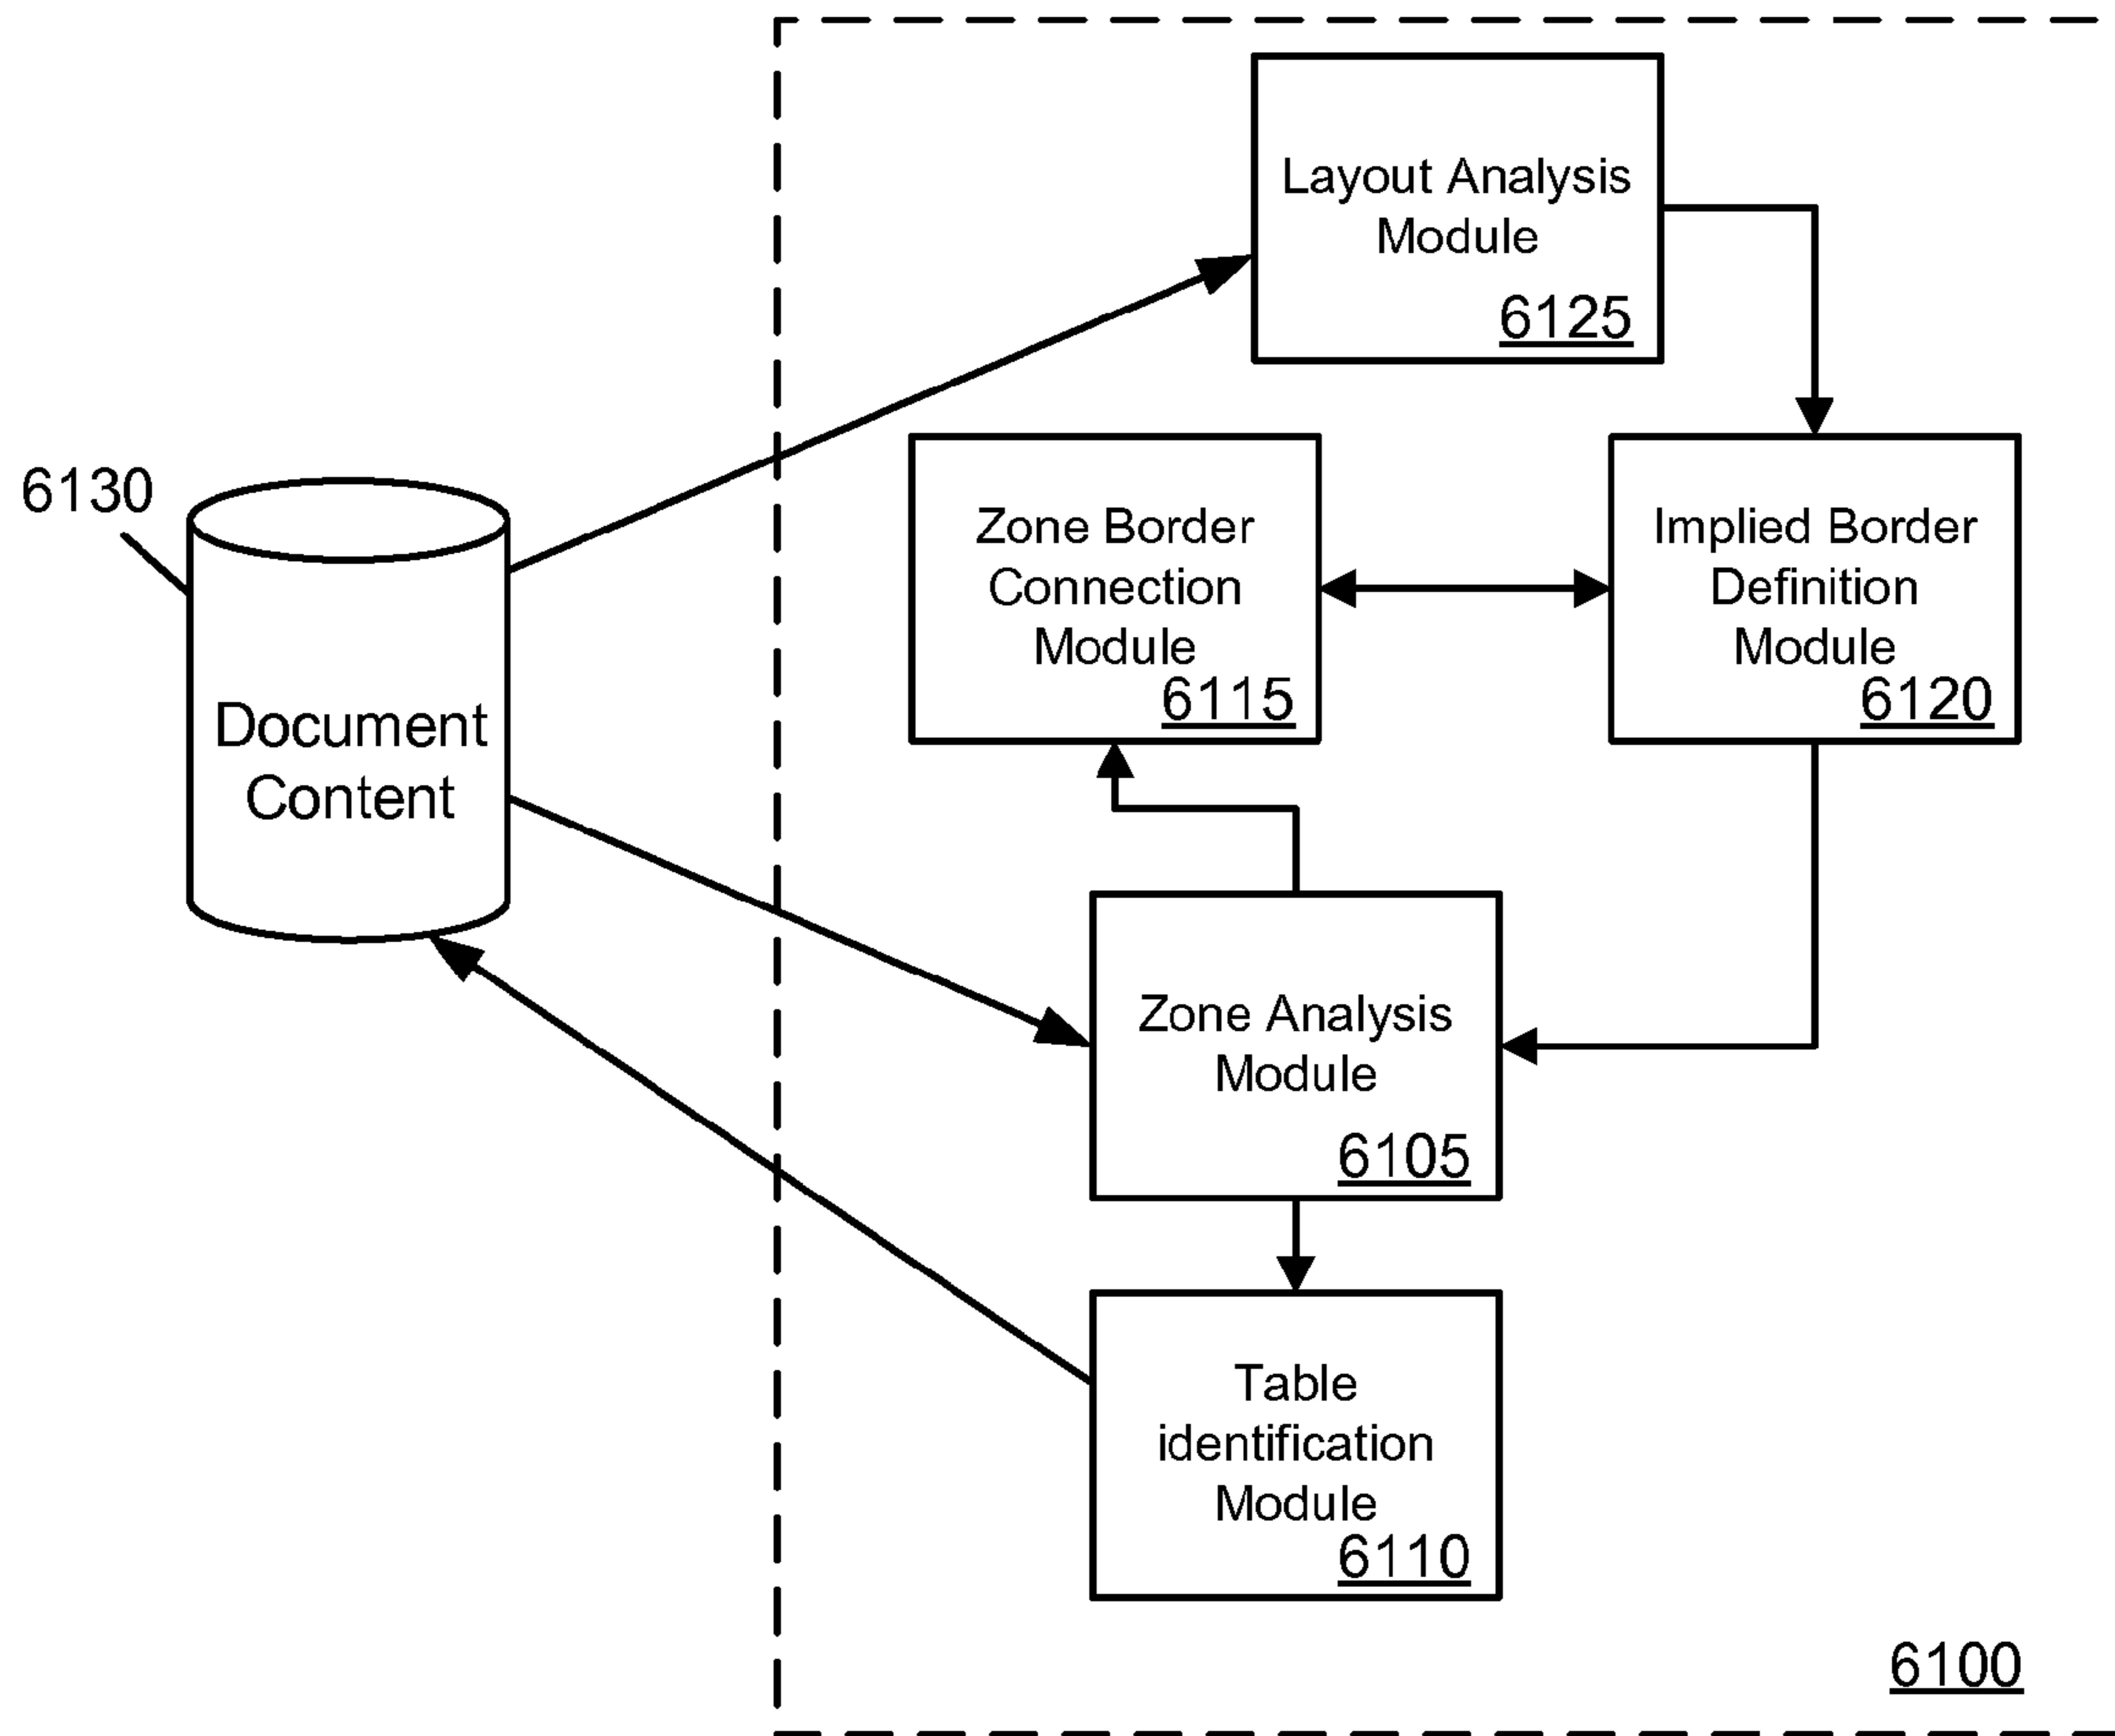 Layout Analysis
Module
6125
6130
Document
Content
Zone Border
Connection
Module
6115
Implied Border
Definition
Module
6120
Zone Analysis
Module
6105
Table
identification
Module
6110
6100